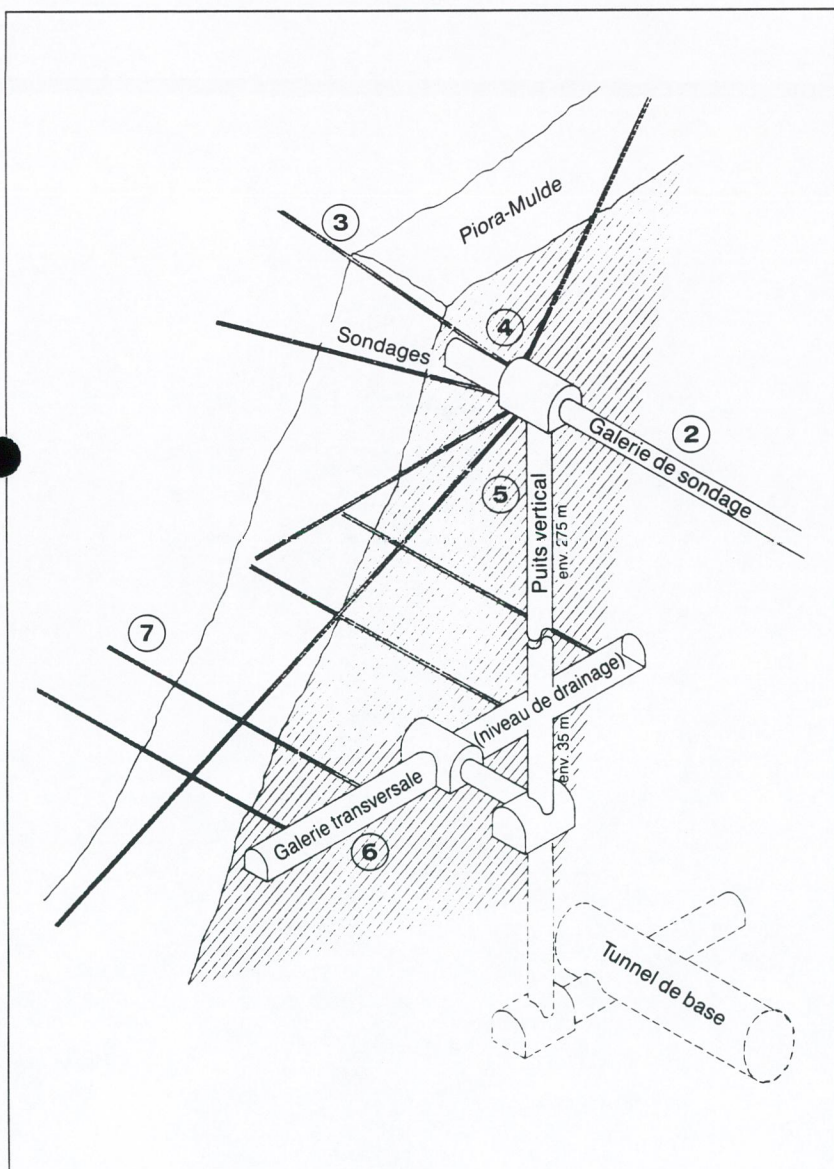 Piora-Mulde
3
4
Sondages
2
Galerie de sondage
5
Puits vertical
env. 275 m
7
(niveau de drainage)
env. 35 m
Galerie transversale
6
Tunnel de base